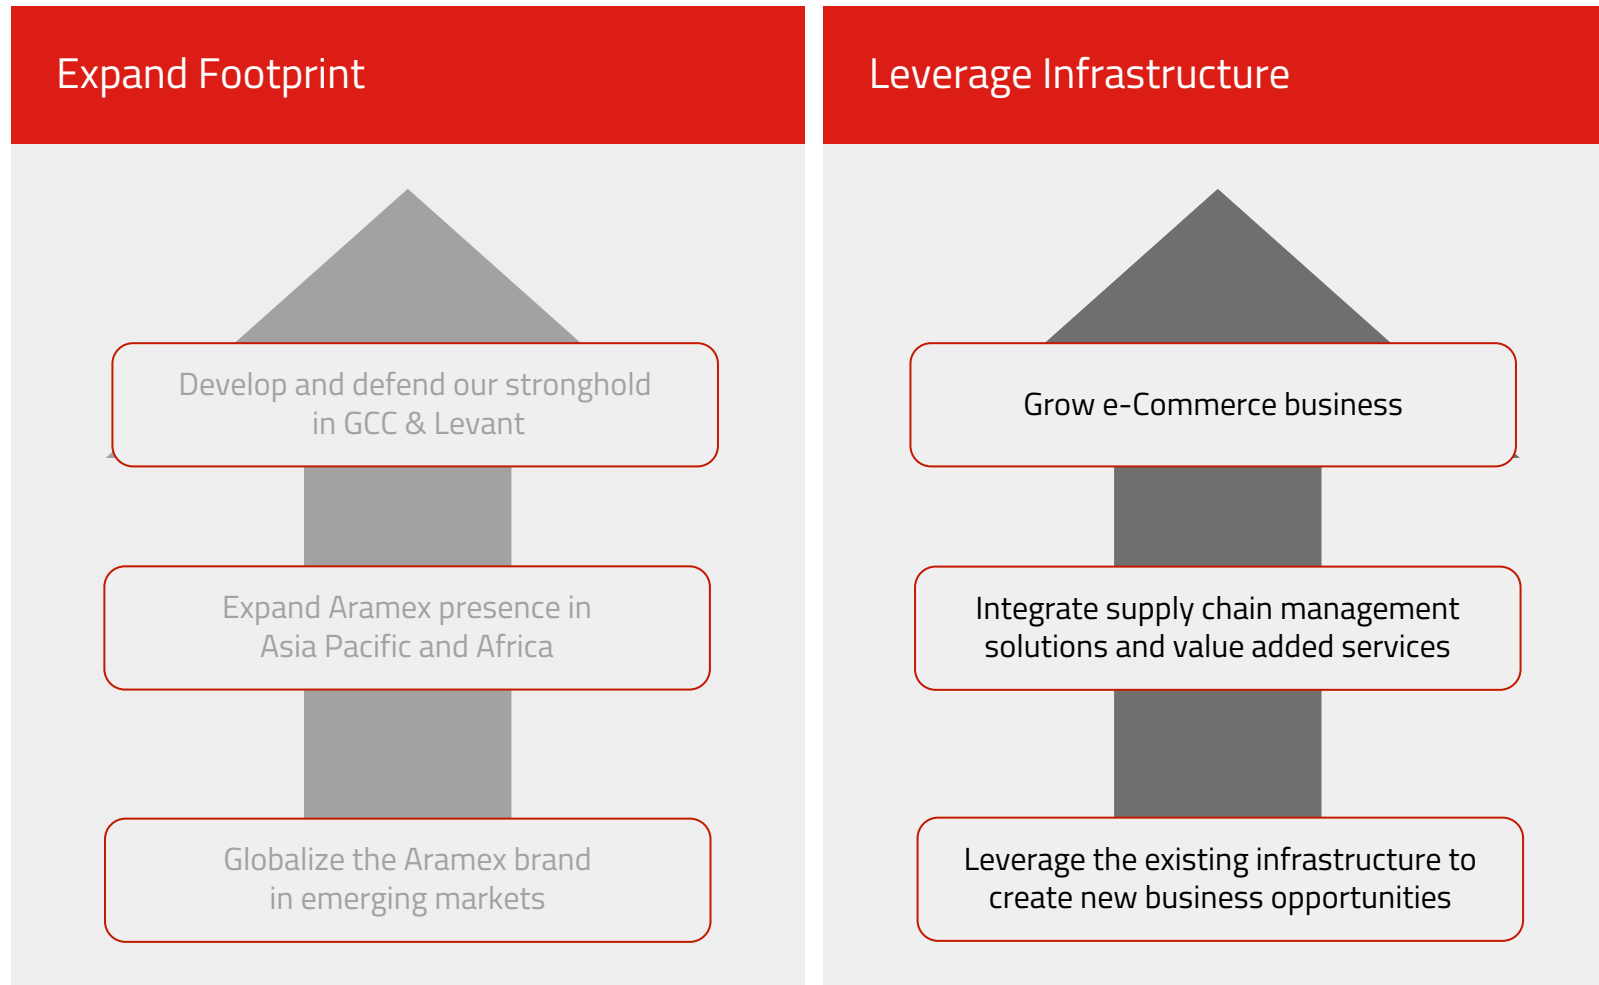 Expand Footprint
Develop and defend our stronghold
in GCC & Levant
Expand Aramex presence in
Asia Pacific and Africa
Globalize the Aramex brand
in emerging markets
Leverage Infrastructure
Grow e-Commerce business
Integrate supply chain management
solutions and value added services
Leverage the existing infrastructure to
create new business opportunities